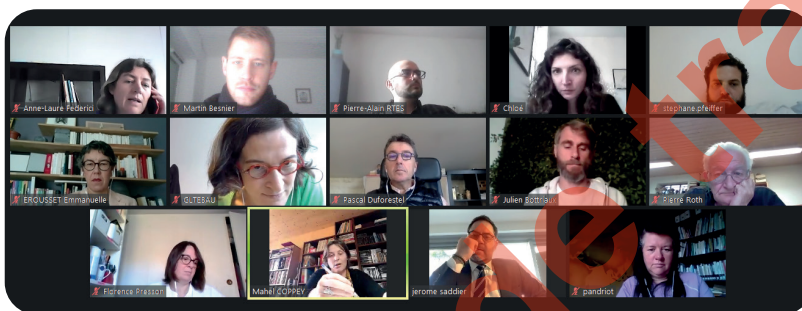 Anne-Laure Federici
Martin Besnier
Pierre-Alain RTES
Chloé
stephane.pfeiffer
EROUSSET Emmanuelle
GLTEBAU
Pascal Duforestel
Julien Bottriaux
Pierre Roth
Florence Presson
Mahel COPPEY
jerome saddier
pandriot